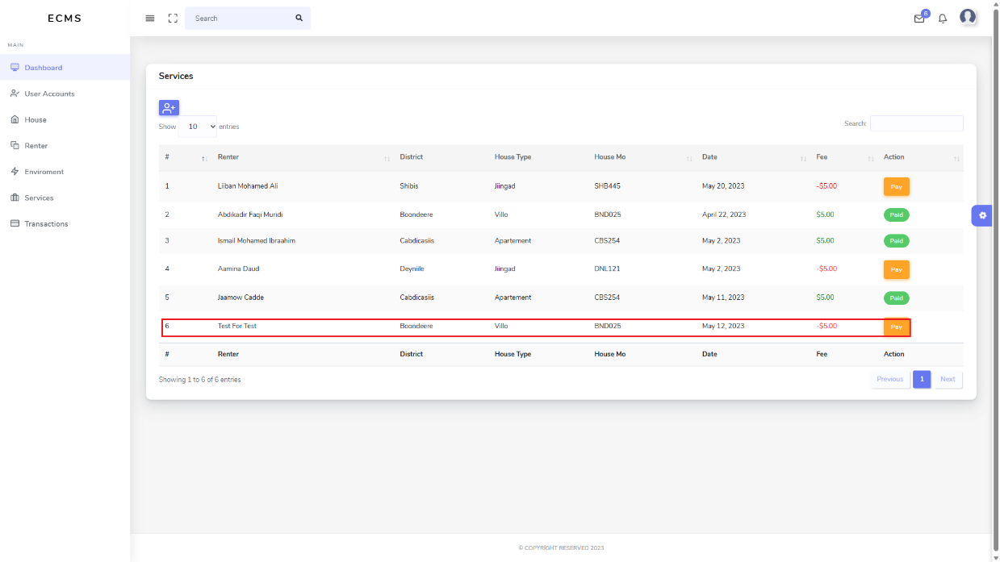 ECMS
Search
6
MAIN
Dashboard
User Accounts
House
Renter
Enviroment
Services
Transactions
Services
Show 10 entries
Search:
# Renter District House Type House Mo Date Fee Action
1 Liiban Mohamed Ali Shibis Jiingad SHB445 May 20, 2023 -$5.00 Pay
2 Abdikadir Faqi Muridi Boondeere Villo BND025 April 22, 2023 $5.00 Paid
3 Ismail Mohamed Ibraahim Cabdicasiis Apartement CBS254 May 2, 2023 $5.00 Paid
4 Aamina Daud Deyniile Jiingad DNL121 May 2, 2023 -$5.00 Pay
5 Jaamow Cadde Cabdicasiis Apartement CBS254 May 11, 2023 $5.00 Paid
6 Test For Test Boondeere Villo BND025 May 12, 2023 -$5.00 Pay
# Renter District House Type House Mo Date Fee Action
Showing 1 to 6 of 6 entries
Previous 1 Next
© COPYRIGHT RESERVED 2023